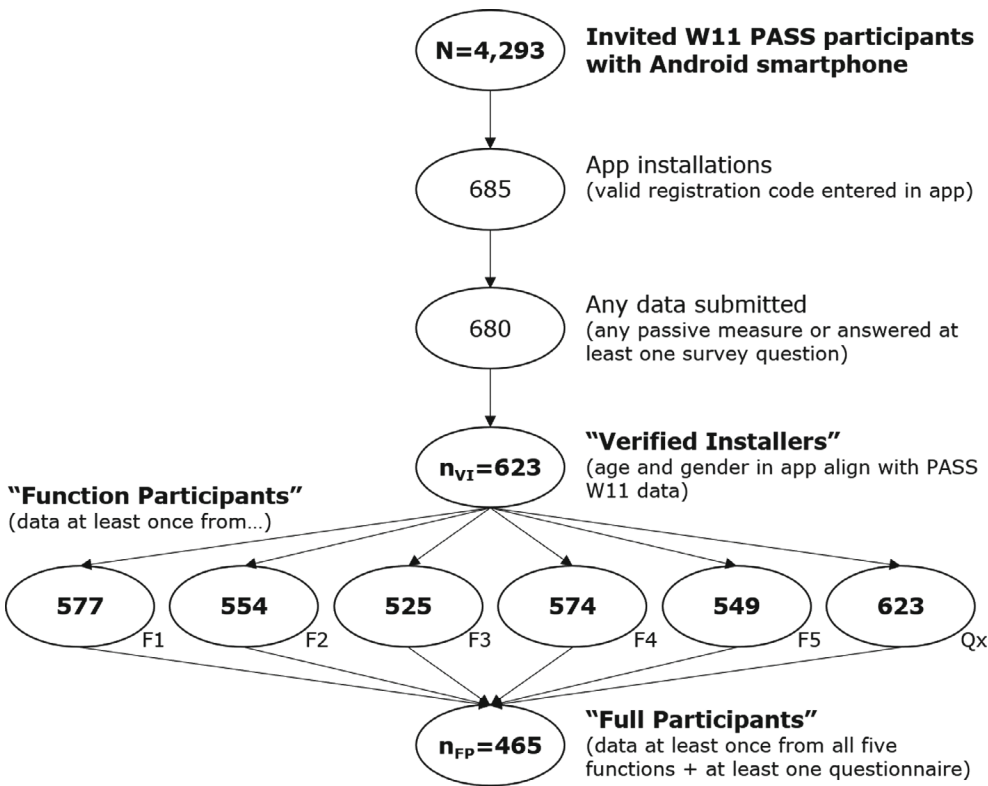 N=4,293
Invited W11 PASS participants
with Android smartphone
685
App installations
(valid registration code entered in app)
680
Any data submitted
(any passive measure or answered at
least one survey question)
nVI=623
“Verified Installers”
(age and gender in app align with PASS
W11 data)
“Function Participants”
(data at least once from…)
577
F1
554
F2
525
F3
574
F4
549
F5
623
Qx
nFP=465
“Full Participants”
(data at least once from all five
functions + at least one questionnaire)